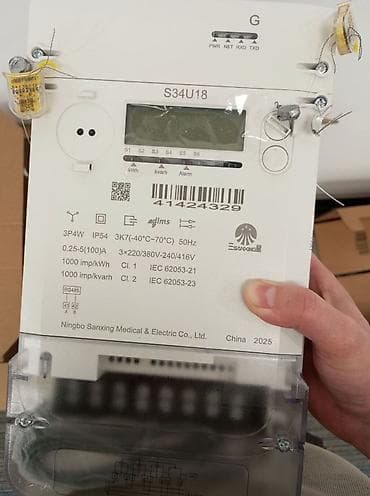 G
PWR NET RXD TXD
S34U18
S1 S2 S3 S4 S5 S6
kWh kvarh Alarm
41424329
dlms
3P4W IP54 3K7(-40°C~70°C) 50Hz
0.25-5(100)A 3×220/380V-240/416V
1000 imp/kWh Cl. 1 IEC 62053-21
1000 imp/kvarh Cl. 2 IEC 62053-23
RS485
A B
Ningbo Sanxing Medical & Electric Co., Ltd. China 2025